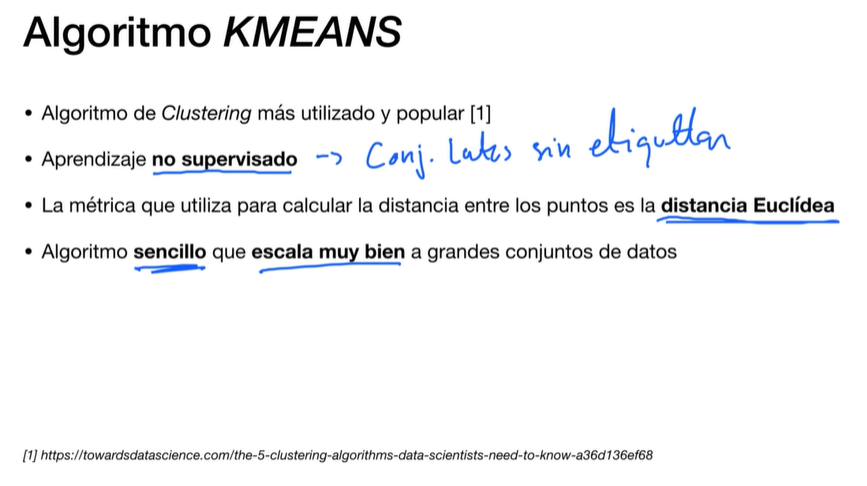 Algoritmo KMEANS
• Algoritmo de Clustering más utilizado y popular [1]
• Aprendizaje no supervisado -> Conj. datos sin etiquetar
• La métrica que utiliza para calcular la distancia entre los puntos es la distancia Euclídea
• Algoritmo sencillo que escala muy bien a grandes conjuntos de datos
[1] https://towardsdatascience.com/the-5-clustering-algorithms-data-scientists-need-to-know-a36d136ef68